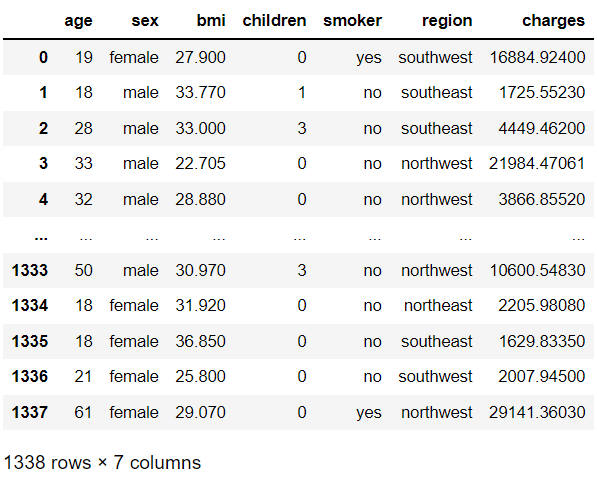 age sex bmi children smoker region charges
0 19 female 27.900 0 yes southwest 16884.92400
1 18 male 33.770 1 no southeast 1725.55230
2 28 male 33.000 3 no southeast 4449.46200
3 33 male 22.705 0 no northwest 21984.47061
4 32 male 28.880 0 no northwest 3866.85520
... ... ... ... ... ... ... ...
1333 50 male 30.970 3 no northwest 10600.54830
1334 18 female 31.920 0 no northeast 2205.98080
1335 18 female 36.850 0 no southeast 1629.83350
1336 21 female 25.800 0 no southwest 2007.94500
1337 61 female 29.070 0 yes northwest 29141.36030
1338 rows × 7 columns